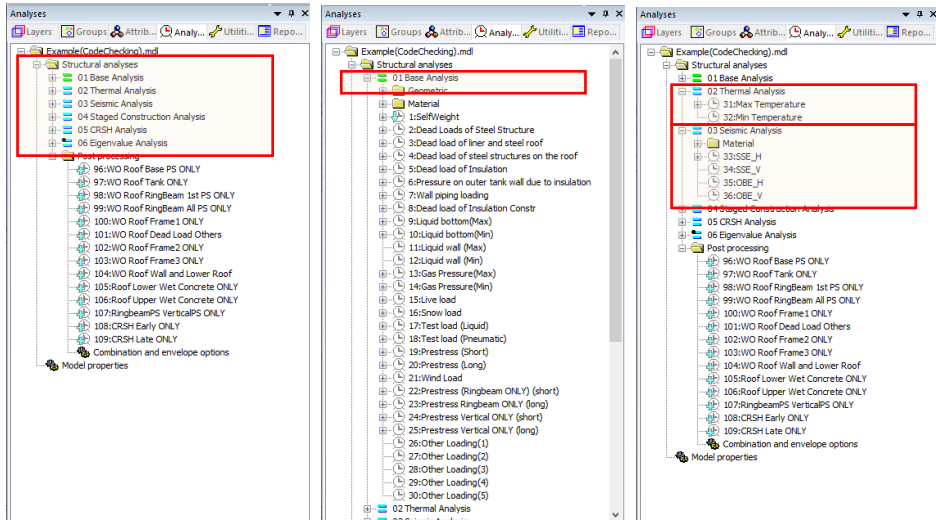 Analyses
Layers Groups Attrib... Analy... Utiliti... Repo...
Example(CodeChecking).mdl
Structural analyses
01 Base Analysis
02 Thermal Analysis
03 Seismic Analysis
04 Staged Construction Analysis
05 CRSH Analysis
06 Eigenvalue Analysis
Post processing
96:WO Roof Base PS ONLY
97:WO Roof Tank ONLY
98:WO Roof RingBeam 1st PS ONLY
99:WO Roof RingBeam All PS ONLY
100:WO Roof Frame1 ONLY
101:WO Roof Dead Load Others
102:WO Roof Frame2 ONLY
103:WO Roof Frame3 ONLY
104:WO Roof Wall and Lower Roof
105:Roof Lower Wet Concrete ONLY
106:Roof Upper Wet Concrete ONLY
107:RingbeamPS VerticalPS ONLY
108:CRSH Early ONLY
109:CRSH Late ONLY
Combination and envelope options
Model properties
Analyses
Layers Groups Attrib... Analy... Utiliti... Repo...
Example(CodeChecking).mdl
Structural analyses
01 Base Analysis
Geometric
Material
1:SelfWeight
2:Dead Loads of Steel Structure
3:Dead load of liner and steel roof
4:Dead load of steel structures on the roof
5:Dead load of Insulation
6:Pressure on outer tank wall due to insulation
7:Wall piping loading
8:Dead load of Insulation Constr
9:Liquid bottom(Max)
10:Liquid bottom(Min)
11:Liquid wall (Max)
12:Liquid wall (Min)
13:Gas Pressure(Max)
14:Gas Pressure(Min)
15:Live load
16:Snow load
17:Test load (Liquid)
18:Test load (Pneumatic)
19:Prestress (Short)
20:Prestress (Long)
21:Wind Load
22:Prestress (Ringbeam ONLY) (short)
23:Prestress Ringbeam ONLY (long)
24:Prestress Vertical ONLY (short)
25:Prestress Vertical ONLY (long)
26:Other Loading(1)
27:Other Loading(2)
28:Other Loading(3)
29:Other Loading(4)
30:Other Loading(5)
02 Thermal Analysis
03 Seismic Analysis
Analyses
Layers Groups Attrib... Analy... Utiliti... Repo...
Example(CodeChecking).mdl
Structural analyses
01 Base Analysis
02 Thermal Analysis
31:Max Temperature
32:Min Temperature
03 Seismic Analysis
Material
33:SSE_H
34:SSE_V
35:OBE_H
36:OBE_V
04 Staged Construction Analysis
05 CRSH Analysis
06 Eigenvalue Analysis
Post processing
96:WO Roof Base PS ONLY
97:WO Roof Tank ONLY
98:WO Roof RingBeam 1st PS ONLY
99:WO Roof RingBeam All PS ONLY
100:WO Roof Frame1 ONLY
101:WO Roof Dead Load Others
102:WO Roof Frame2 ONLY
103:WO Roof Frame3 ONLY
104:WO Roof Wall and Lower Roof
105:Roof Lower Wet Concrete ONLY
106:Roof Upper Wet Concrete ONLY
107:RingbeamPS VerticalPS ONLY
108:CRSH Early ONLY
109:CRSH Late ONLY
Combination and envelope options
Model properties